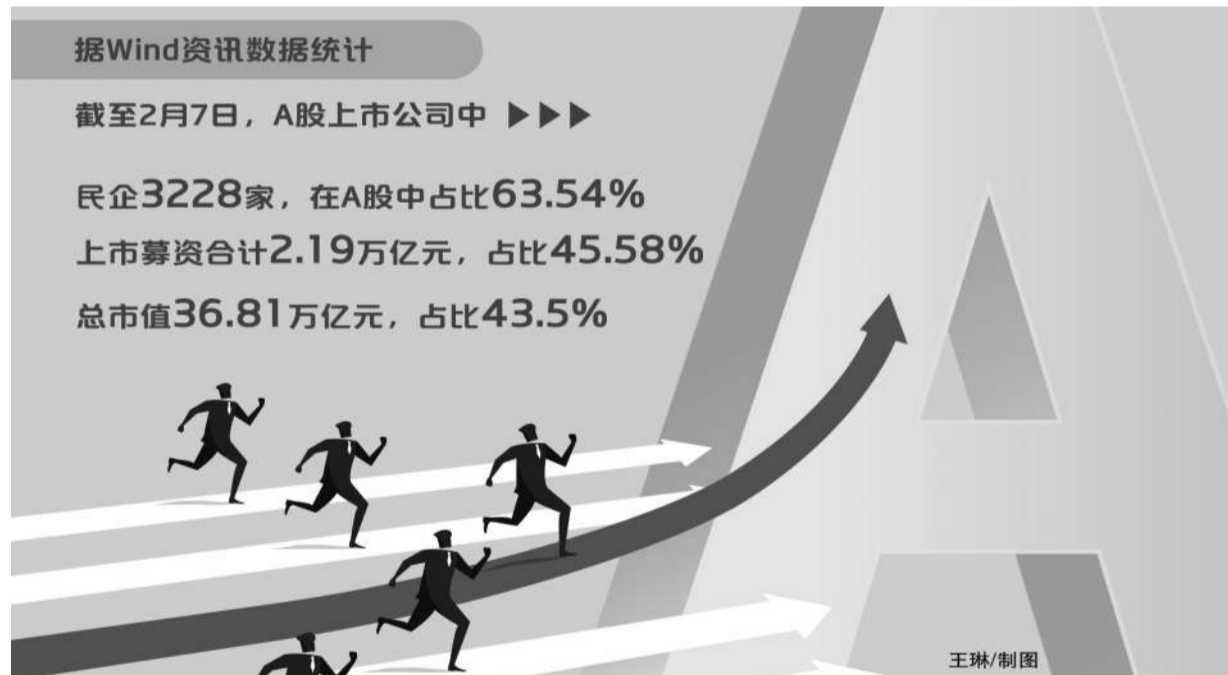 据Wind资讯数据统计
截至2月7日，A股上市公司中 ▶▶▶
民企3228家，在A股中占比63.54%
上市募资合计2.19万亿元，占比45.58%
总市值36.81万亿元，占比43.5%
王琳/制图